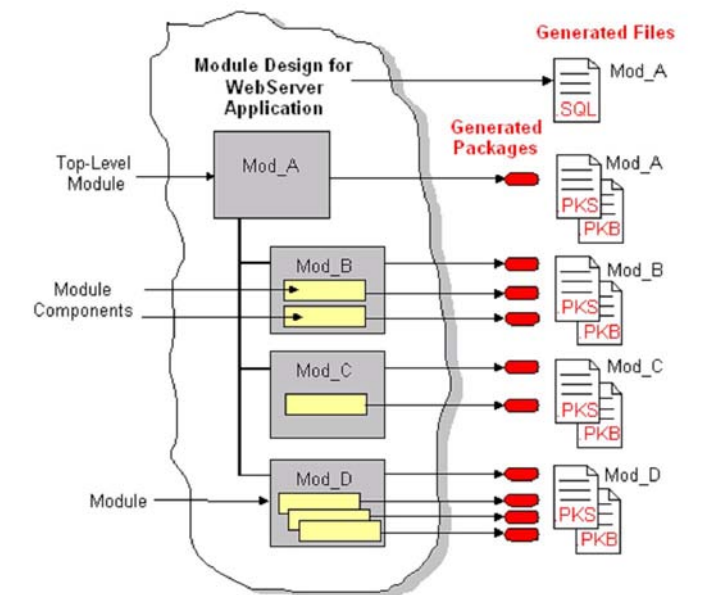 Generated Files
Module Design for
WebServer
Application
Mod_A
.SQL
Generated
Packages
Top-Level
Module
Mod_A
Mod_A
.PKS
.PKB
Mod_B
Mod_B
Module
Components
.PKS
.PKB
Mod_C
Mod_C
.PKS
.PKB
Mod_D
Mod_D
Module
.PKS
.PKB